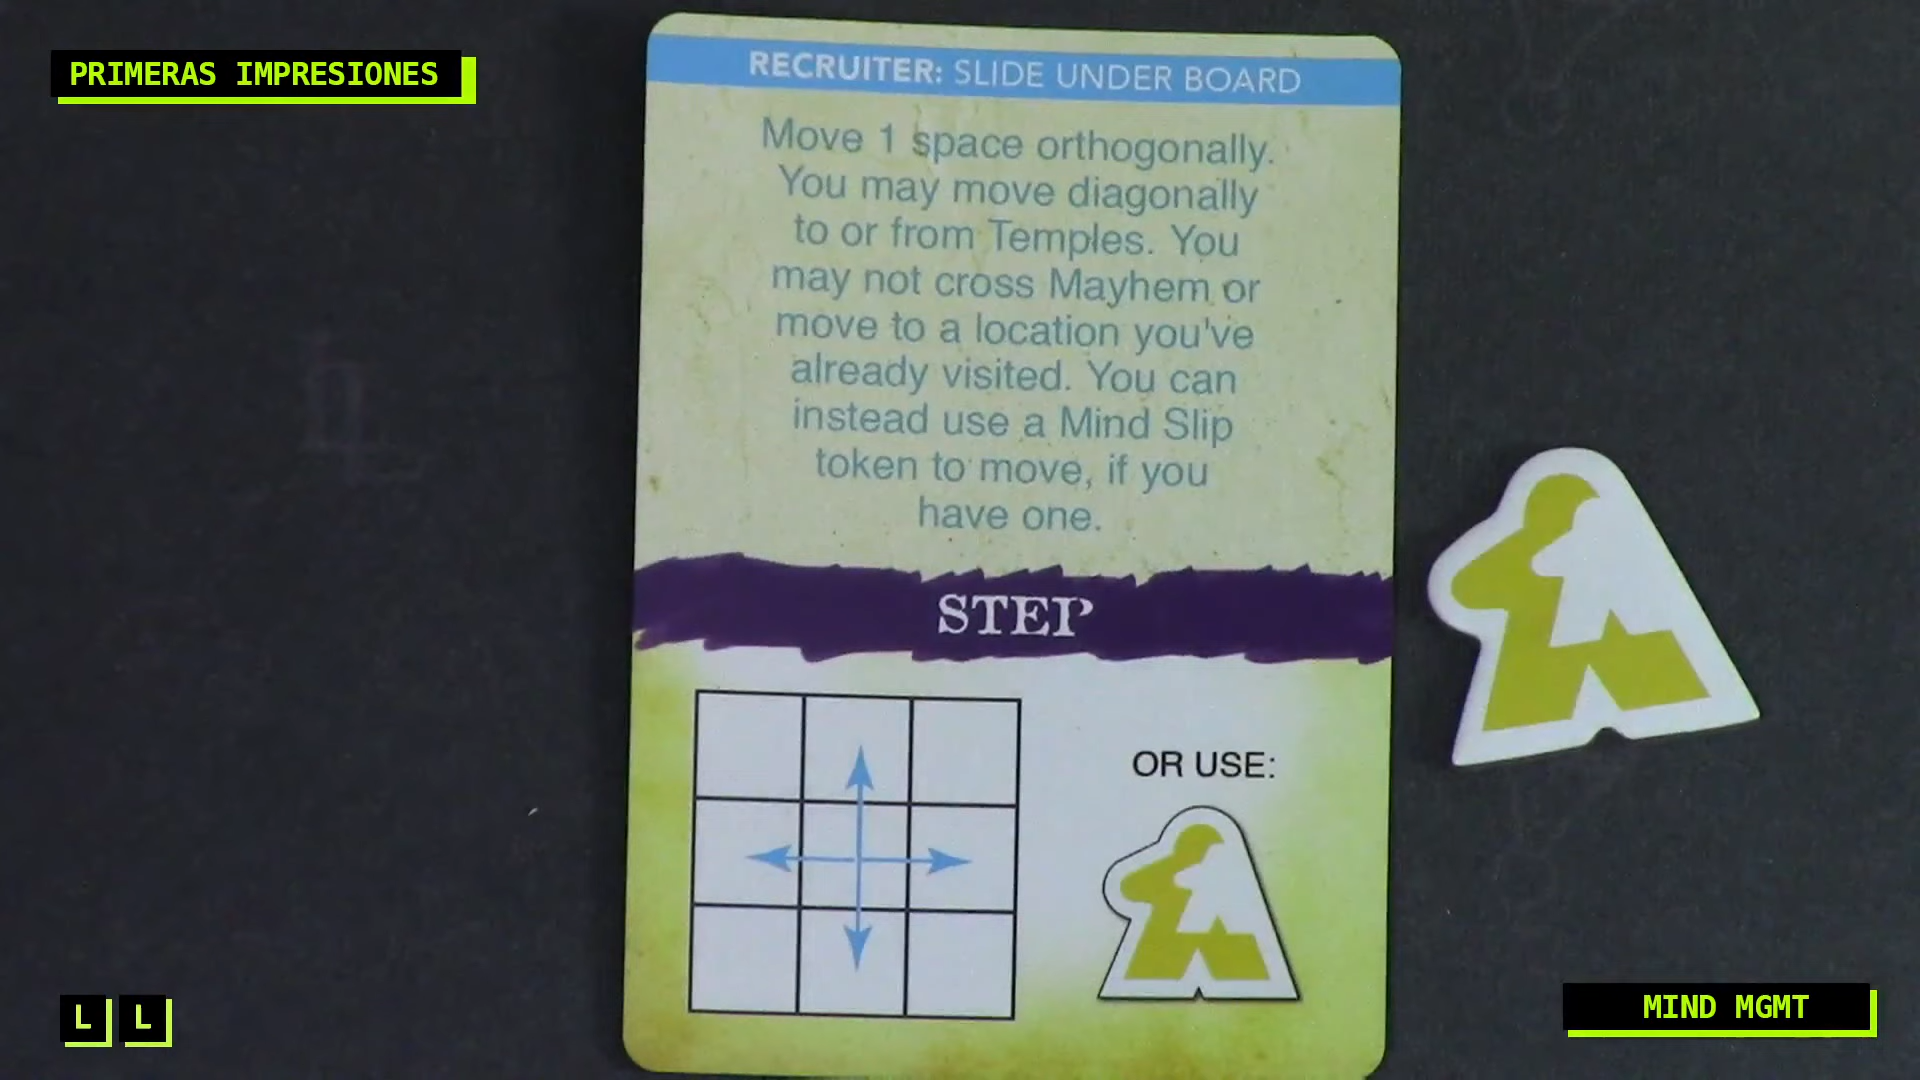 PRIMERAS IMPRESIONES
RECRUITER: SLIDE UNDER BOARD
Move 1 space orthogonally.
You may move diagonally
to or from Temples. You
may not cross Mayhem or
move to a location you've
already visited. You can
instead use a Mind Slip
token to move, if you
have one.
STEP
OR USE:
L L
MIND MGMT